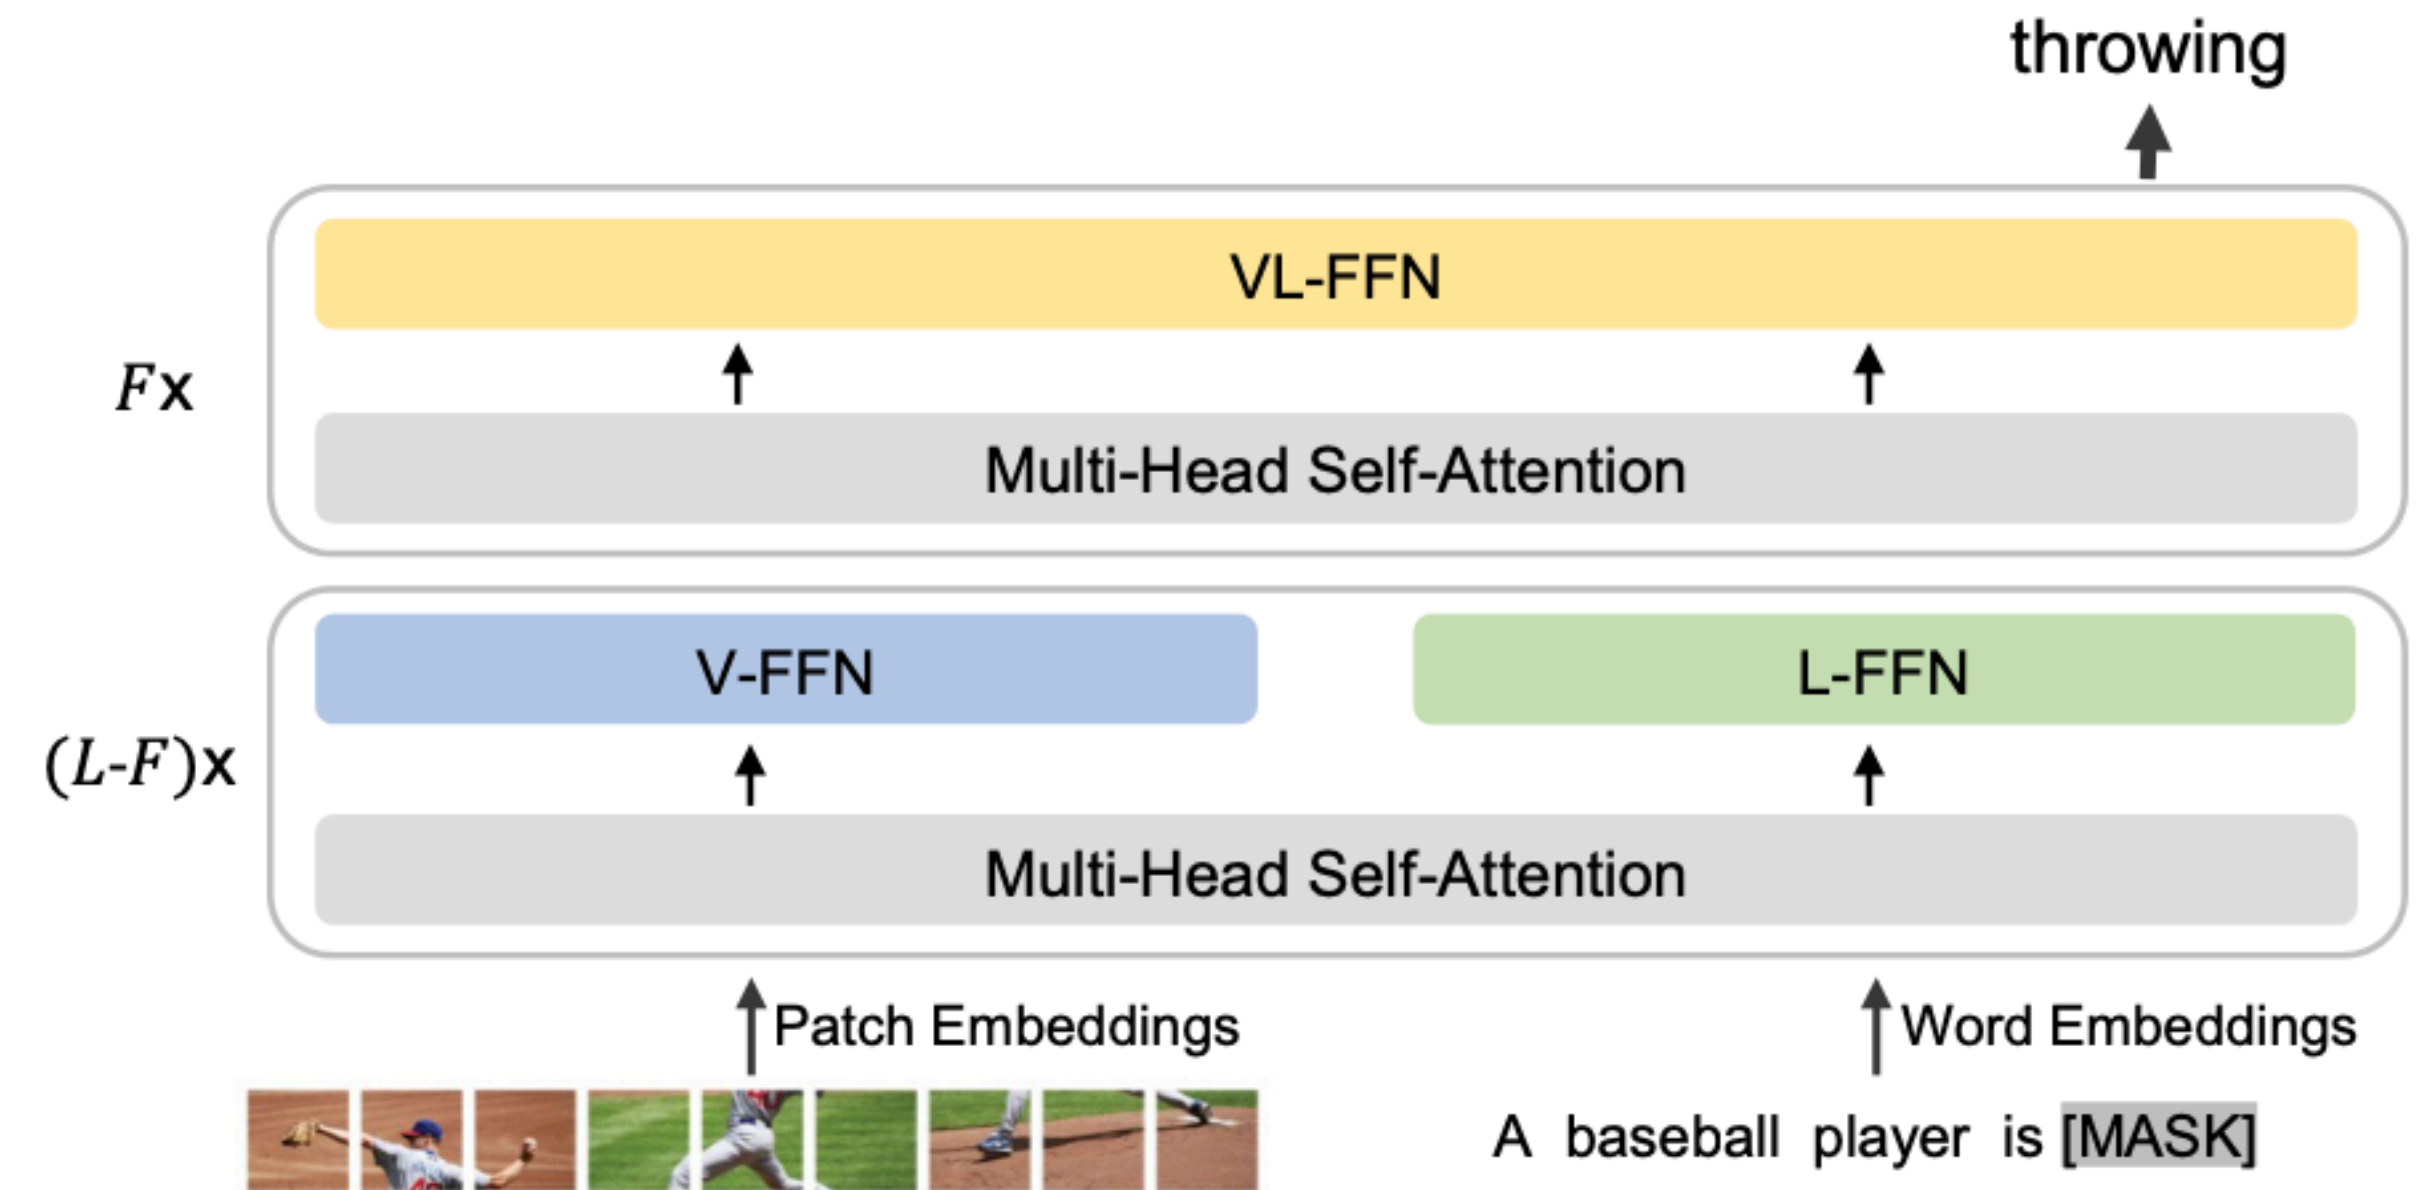 throwing
VL-FFN
Fx
Multi-Head Self-Attention
V-FFN
L-FFN
(L-F)x
Multi-Head Self-Attention
Patch Embeddings
Word Embeddings
A baseball player is [MASK]